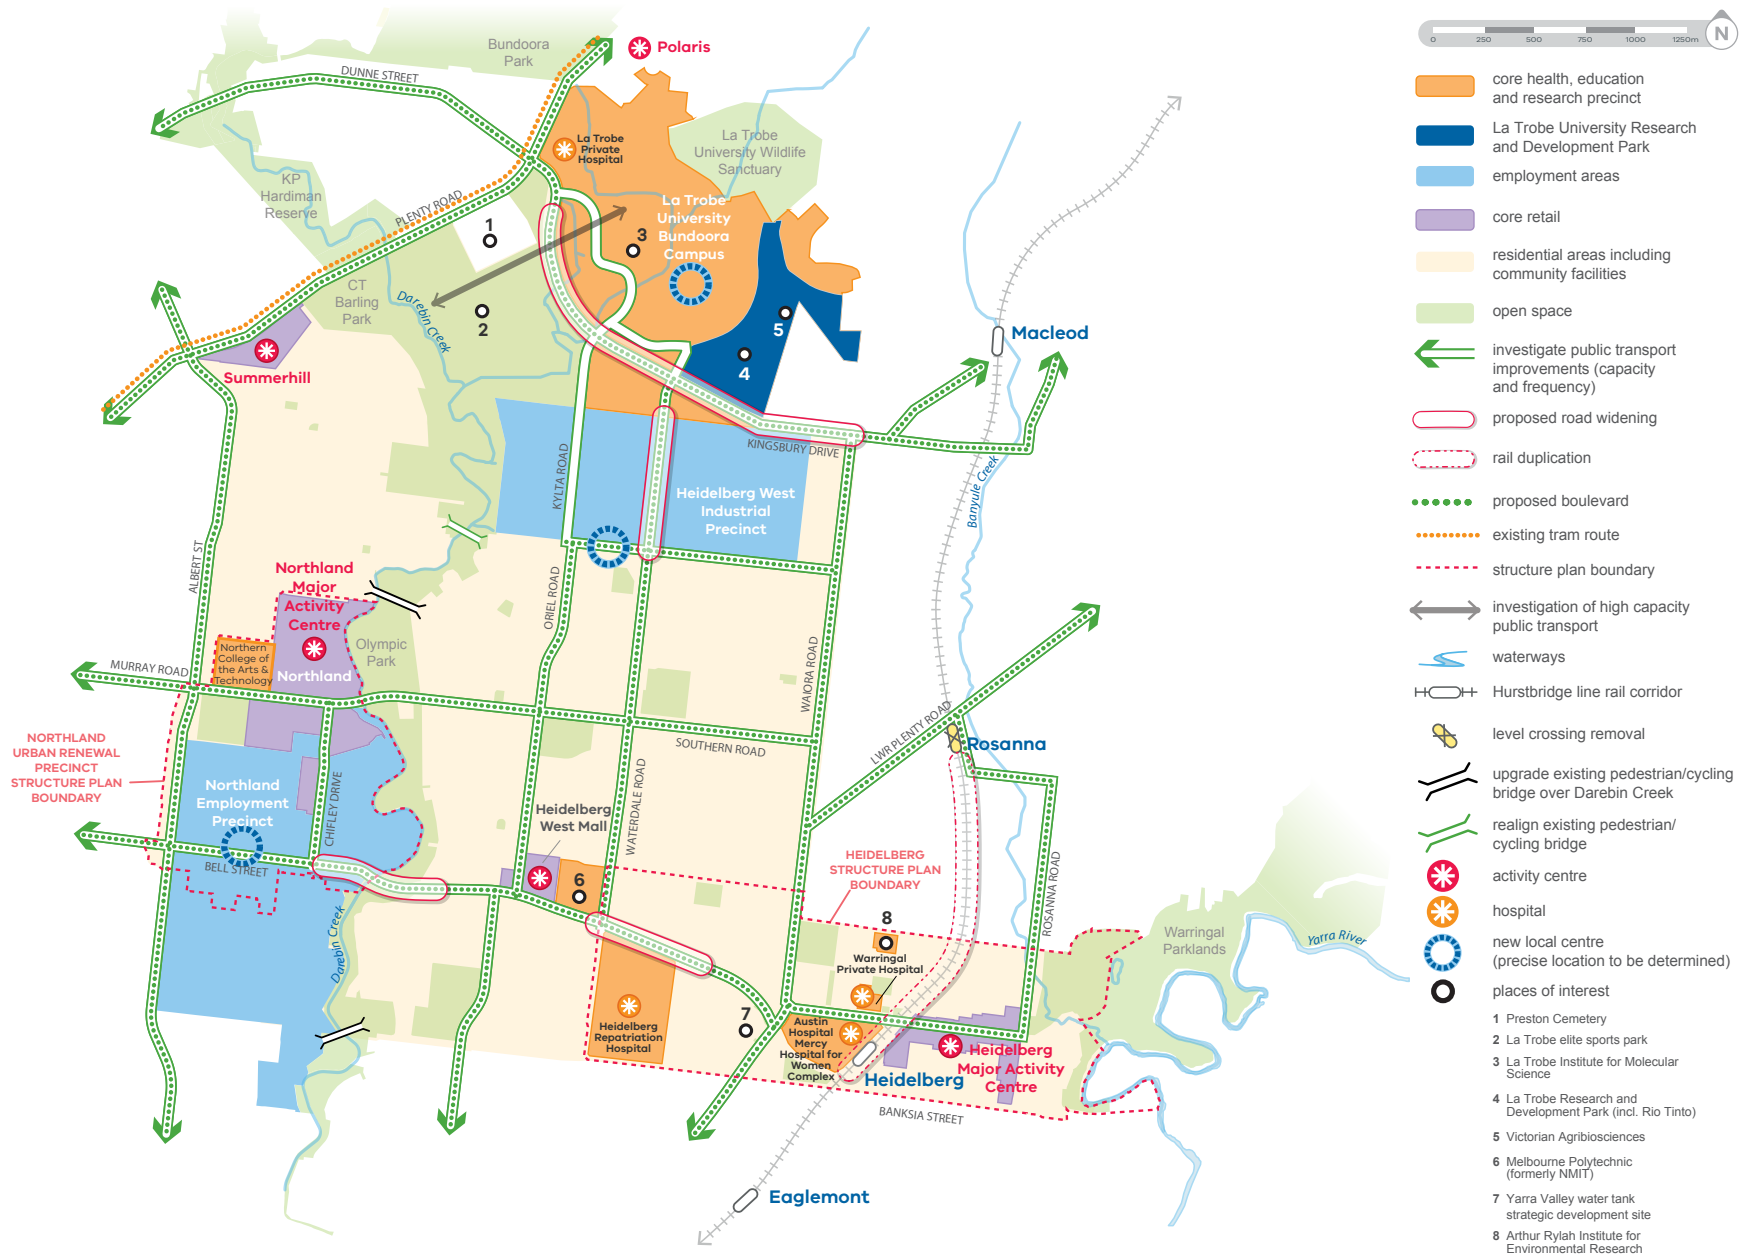 Bundoora
Park
Polaris
DUNNE STREET
La Trobe
Private
Hospital
La Trobe
University Wildlife
Sanctuary
KP
Hardiman
Reserve
PLENTY ROAD
1
La Trobe
University
Bundoora
Campus
3
CT
Barling
Park
Darebin Creek
2
5
4
Summerhill
Macleod
KINGSBURY DRIVE
KYLTA ROAD
Heidelberg West
Industrial
Precinct
Banyule Creek
ALBERT ST
Northland
Major
Activity
Centre
ORIEL ROAD
Northern
College of
the Arts &
Technology
Olympic
Park
Northland
MURRAY ROAD
WAIORA ROAD
SOUTHERN ROAD
LWR PLENTY ROAD
Rosanna
NORTHLAND
URBAN RENEWAL
PRECINCT
STRUCTURE PLAN
BOUNDARY
Northland
Employment
Precinct
CHIFLEY DRIVE
WATERDALE ROAD
Heidelberg
West Mall
BELL STREET
6
HEIDELBERG
STRUCTURE PLAN
BOUNDARY
ROSANNA ROAD
8
Warringal
Parklands
Yarra River
Darebin Creek
Warringal
Private Hospital
7
Heidelberg
Repatriation
Hospital
Austin
Hospital
Mercy
Hospital for
Women
Complex
Heidelberg
Heidelberg
Major Activity
Centre
BANKSIA STREET
Eaglemont
0 250 500 750 1000 1250m
N
core health, education
and research precinct
La Trobe University Research
and Development Park
employment areas
core retail
residential areas including
community facilities
open space
investigate public transport
improvements (capacity
and frequency)
proposed road widening
rail duplication
proposed boulevard
existing tram route
structure plan boundary
investigation of high capacity
public transport
waterways
Hurstbridge line rail corridor
level crossing removal
upgrade existing pedestrian/cycling
bridge over Darebin Creek
realign existing pedestrian/
cycling bridge
activity centre
hospital
new local centre
(precise location to be determined)
places of interest
1 Preston Cemetery
2 La Trobe elite sports park
3 La Trobe Institute for Molecular
Science
4 La Trobe Research and
Development Park (incl. Rio Tinto)
5 Victorian Agribiosciences
6 Melbourne Polytechnic
(formerly NMIT)
7 Yarra Valley water tank
strategic development site
8 Arthur Rylah Institute for
Environmental Research